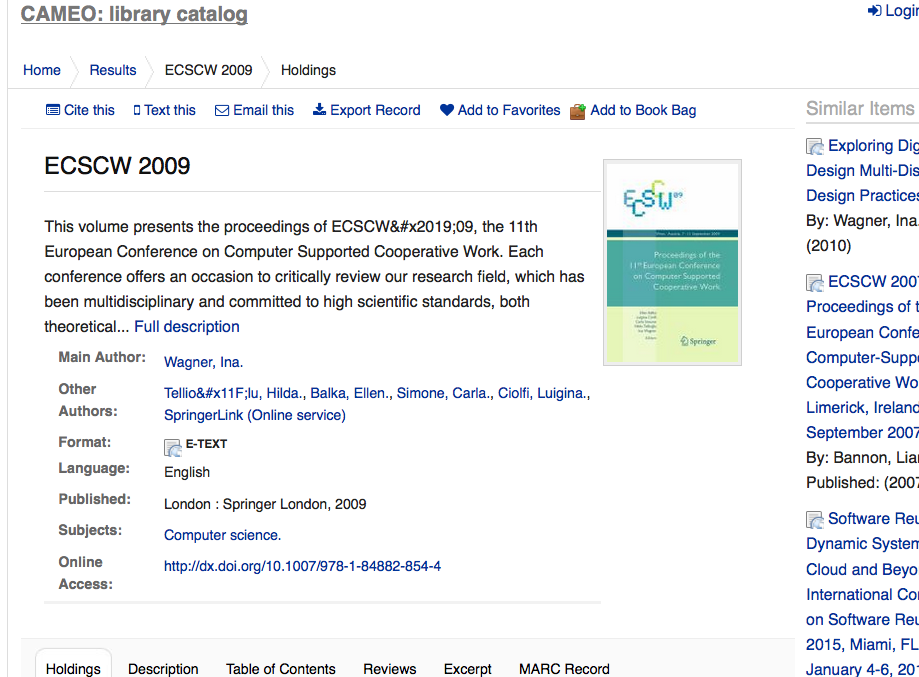 CAMEO: library catalog
Login
Home Results ECSCW 2009 Holdings
Cite this Text this Email this Export Record Add to Favorites Add to Book Bag
ECSCW 2009
This volume presents the proceedings of ECSCW&#x2019;09, the 11th
European Conference on Computer Supported Cooperative Work. Each
conference offers an occasion to critically review our research field, which has
been multidisciplinary and committed to high scientific standards, both
theoretical... Full description
Main Author: Wagner, Ina.
Other
Authors:
Tellio&#x11F;lu, Hilda., Balka, Ellen., Simone, Carla., Ciolfi, Luigina.,
SpringerLink (Online service)
Format: E-TEXT
Language: English
Published: London : Springer London, 2009
Subjects: Computer science.
Online
Access:
http://dx.doi.org/10.1007/978-1-84882-854-4
ECSCW 09
Proceedings of the
11th European Conference
on Computer Supported
Cooperative Work
Springer
Holdings Description Table of Contents Reviews Excerpt MARC Record
Similar Items
Exploring Dig
Design Multi-Dis
Design Practices
By: Wagner, Ina.
(2010)
ECSCW 2007
Proceedings of t
European Confe
Computer-Suppo
Cooperative Wo
Limerick, Ireland
September 2007
By: Bannon, Lia
Published: (2007
Software Reu
Dynamic System
Cloud and Beyo
International Co
on Software Reu
2015, Miami, FL
January 4-6, 201